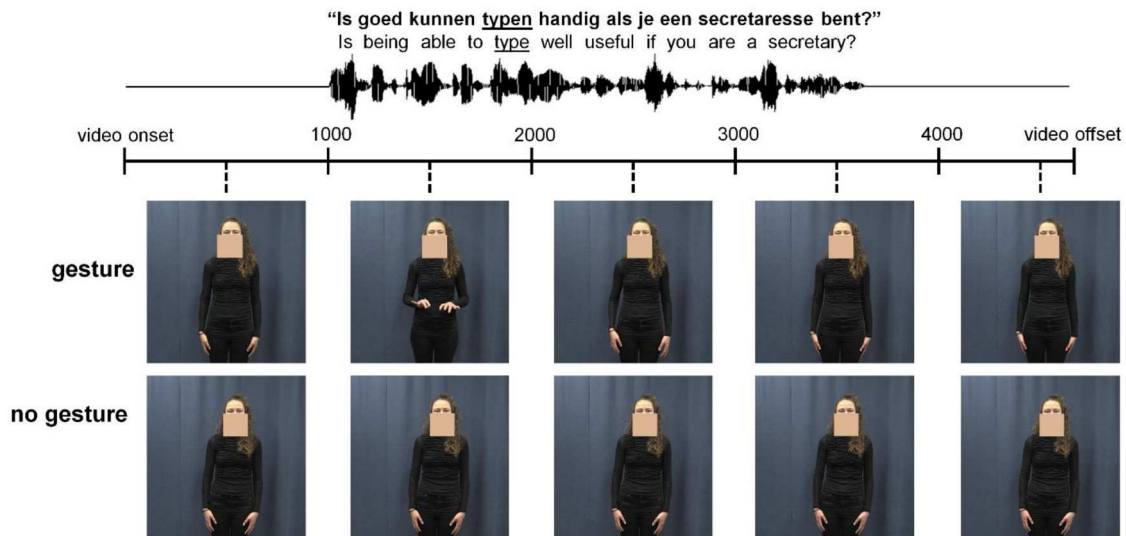 “Is goed kunnen typen handig als je een secretaresse bent?”
Is being able to type well useful if you are a secretary?
video onset 1000 2000 3000 4000 video offset
gesture
no gesture